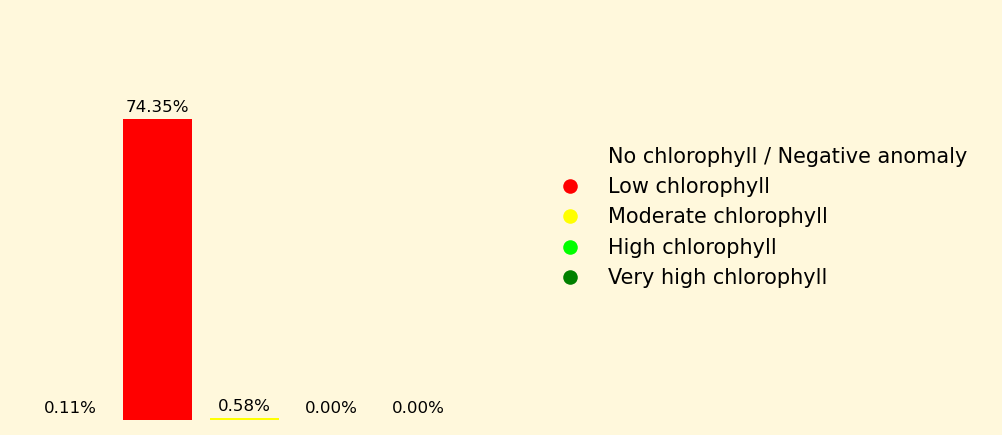 74.35%
0.11%
0.58%
0.00%
0.00%
No chlorophyll / Negative anomaly
Low chlorophyll
Moderate chlorophyll
High chlorophyll
Very high chlorophyll